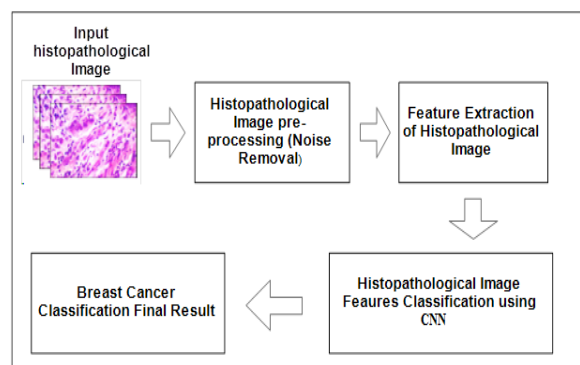 Input
histopathological
Image
Histopathological
Image pre-
processing (Noise
Removal)
Feature Extraction
of Histopathological
Image
Histopathological Image
Feaures Classification using
CNN
Breast Cancer
Classification Final Result